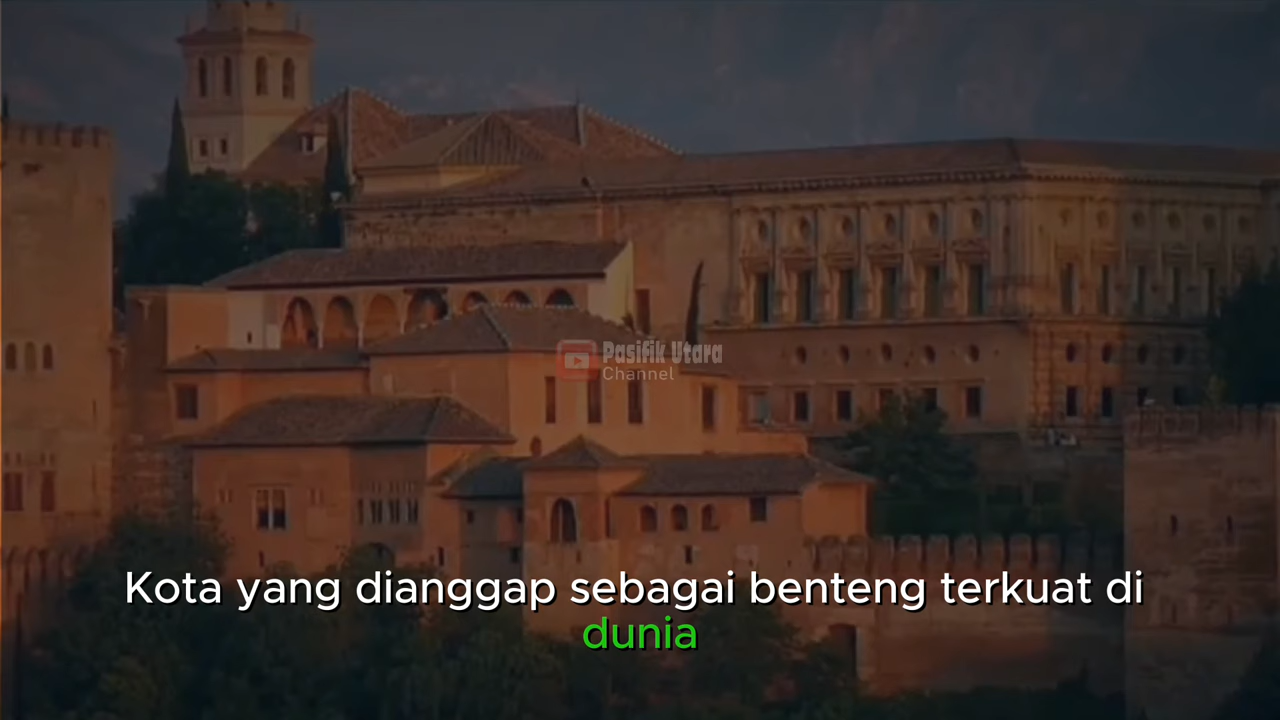 Pasifik Utara
Channel
Kota yang dianggap sebagai benteng terkuat di
dunia